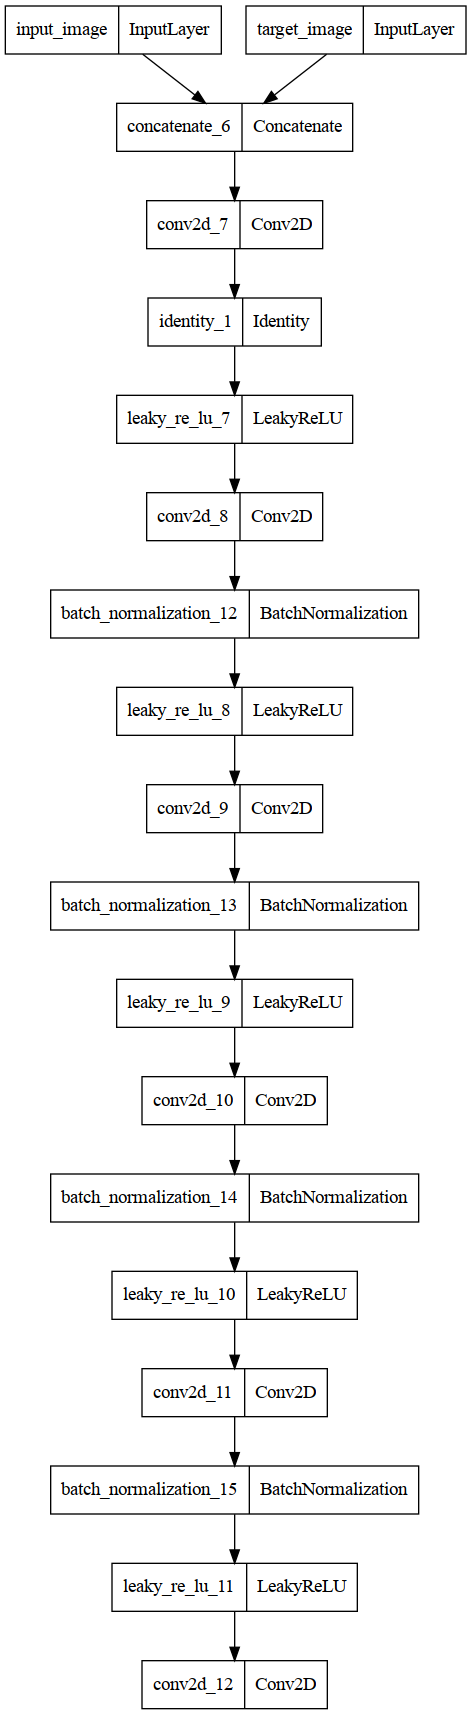 input_image InputLayer target_image InputLayer
concatenate_6 Concatenate
conv2d_7 Conv2D
identity_1 Identity
leaky_re_lu_7 LeakyReLU
conv2d_8 Conv2D
batch_normalization_12 BatchNormalization
leaky_re_lu_8 LeakyReLU
conv2d_9 Conv2D
batch_normalization_13 BatchNormalization
leaky_re_lu_9 LeakyReLU
conv2d_10 Conv2D
batch_normalization_14 BatchNormalization
leaky_re_lu_10 LeakyReLU
conv2d_11 Conv2D
batch_normalization_15 BatchNormalization
leaky_re_lu_11 LeakyReLU
conv2d_12 Conv2D